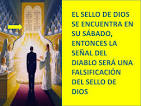 EL SELLO DE DIOS
SE ENCUENTRA EN
SU SÁBADO,
ENTONCES LA
SEÑAL DEL
DIABLO SERÁ UNA
FALSIFICACIÓN
DEL SELLO DE
DIOS